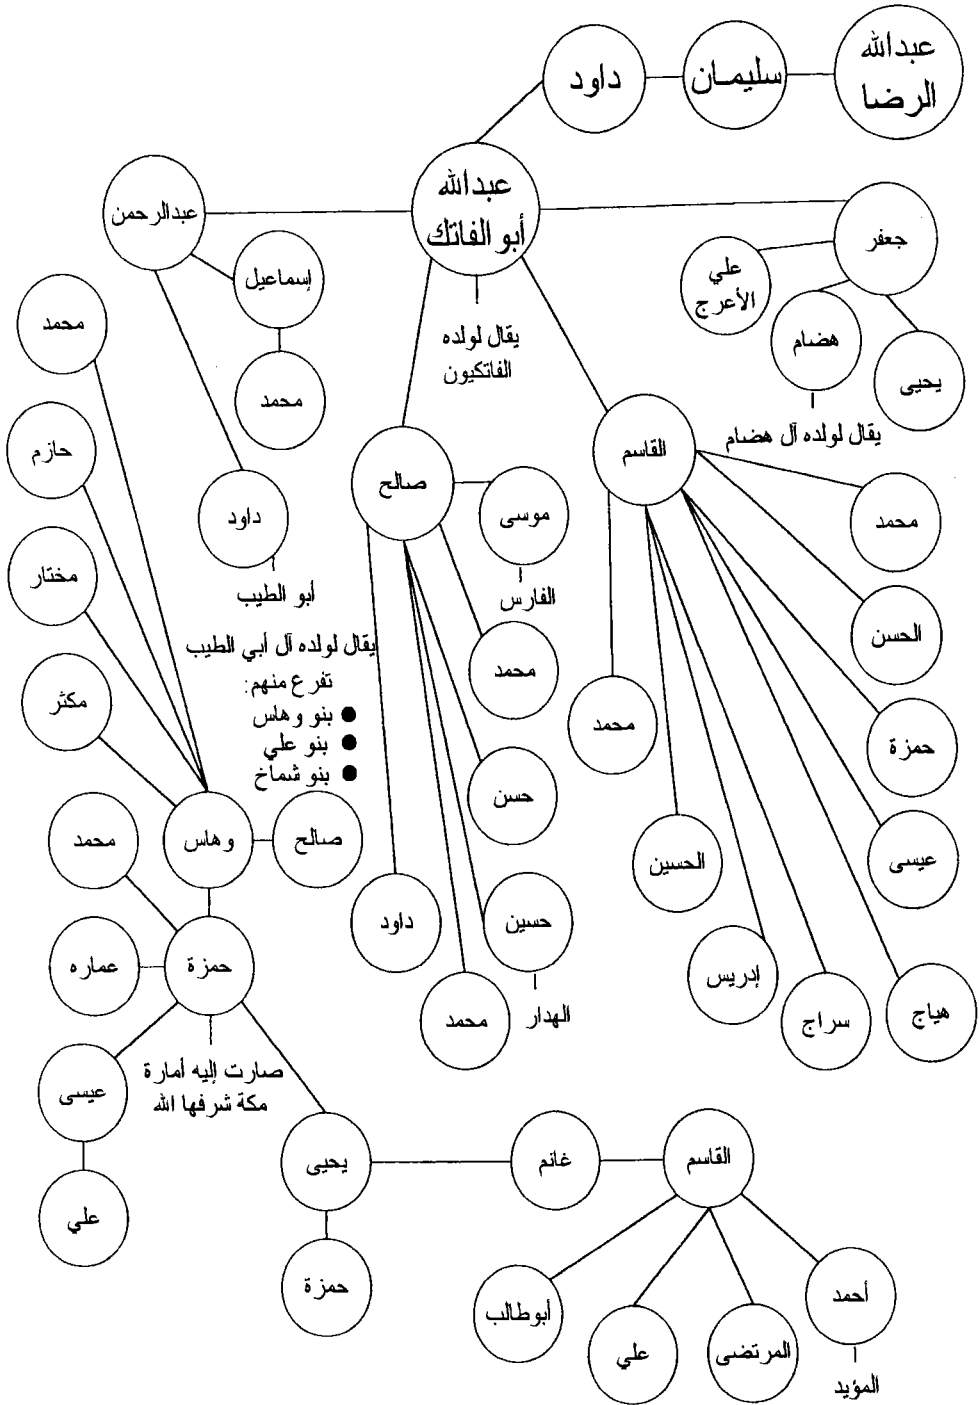 عبدالله
الرضا
سليمان
داود
عبدالله
أبو الفاتك
يقال لولده
الفاتكيون
جعفر
علي
الأعرج
هضام
يقال لولده آل هضام
يحيى
عبدالرحمن
إسماعيل
محمد
داود
أبو الطيب
يقال لولده آل أبي الطيب
تفرع منهم:
● بنو وهاس
● بنو علي
● بنو شماخ
القاسم
محمد
الحسن
حمزة
عيسى
هياج
سراج
إدريس
الحسين
محمد
صالح
موسى
الفارس
محمد
حسن
حسين
الهدار
محمد
داود
محمد
حازم
مختار
مكثر
وهاس
صالح
محمد
حمزة
عماره
صارت إليه أمارة
مكة شرفها الله
عيسى
علي
يحيى
حمزة
غانم
القاسم
أحمد
المؤيد
المرتضى
علي
أبوطالب